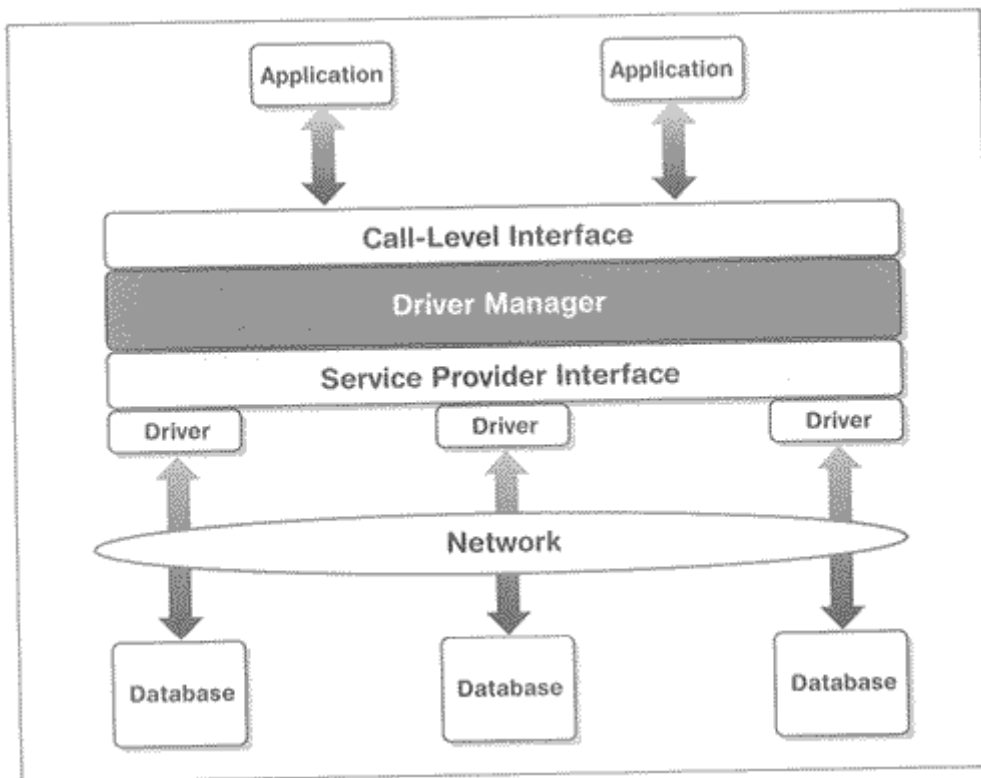 Application
Application
Call-Level Interface
Driver Manager
Service Provider Interface
Driver
Driver
Driver
Network
Database
Database
Database